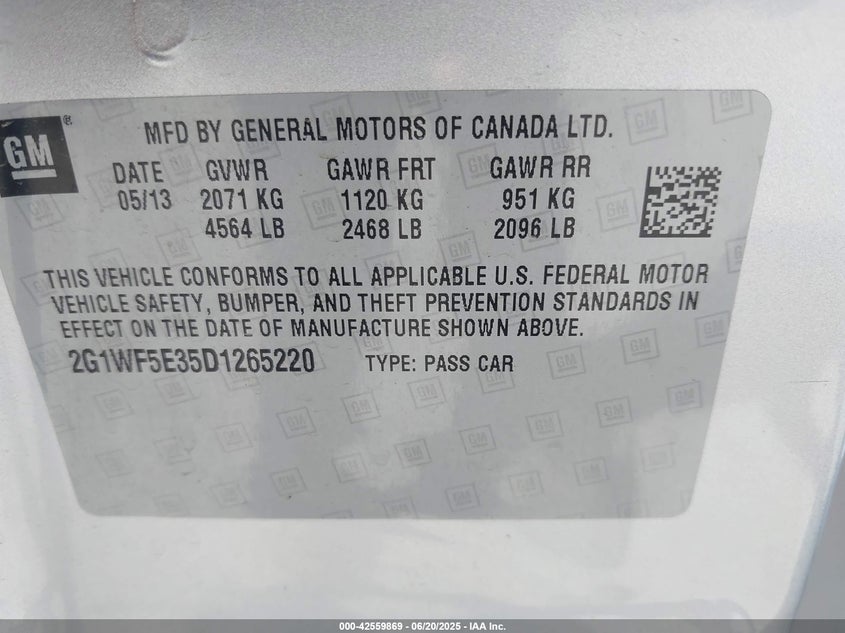 GM®
MFD BY GENERAL MOTORS OF CANADA LTD.
DATE GVWR GAWR FRT GAWR RR
05/13 2071 KG 1120 KG 951 KG
4564 LB 2468 LB 2096 LB
THIS VEHICLE CONFORMS TO ALL APPLICABLE U.S. FEDERAL MOTOR
VEHICLE SAFETY, BUMPER, AND THEFT PREVENTION STANDARDS IN
EFFECT ON THE DATE OF MANUFACTURE SHOWN ABOVE.
2G1WF5E35D1265220 TYPE: PASS CAR
000-42559869 - 06/20/2025 - IAA Inc.